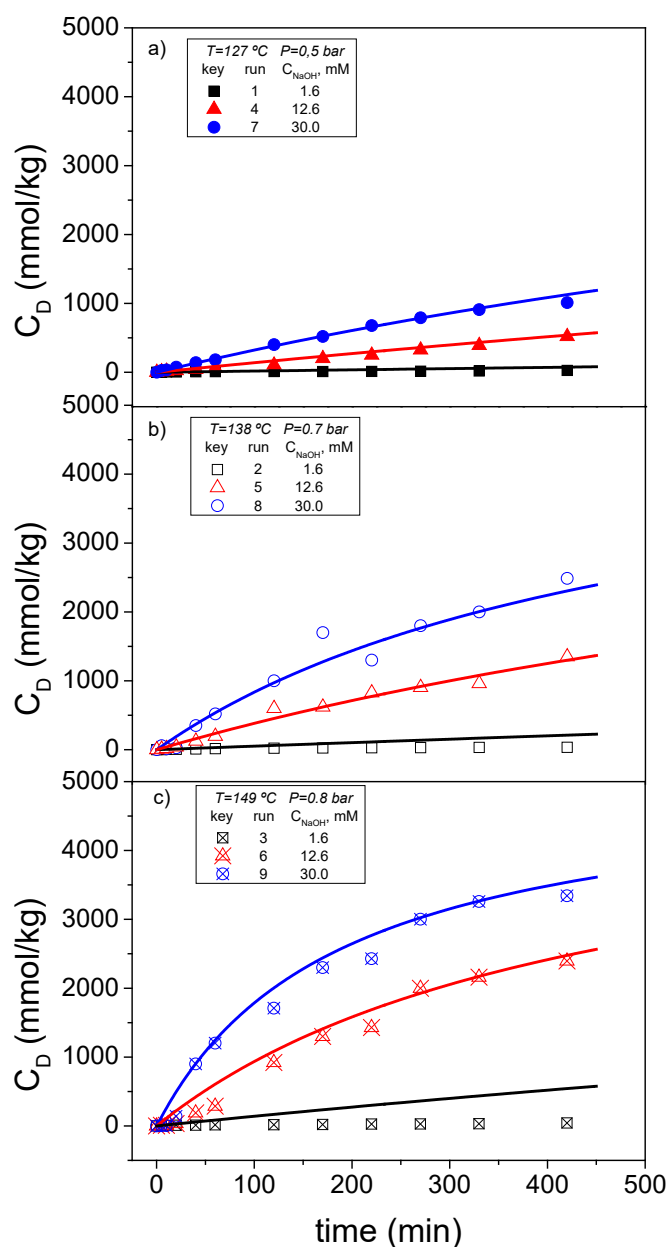 5000
a)
T=127 ºC P=0,5 bar
key run C_NaOH, mM
1 1.6
4 12.6
7 30.0
4000
3000
2000
1000
0
C_D (mmol/kg)
5000
b)
T=138 ºC P=0.7 bar
key run C_NaOH, mM
2 1.6
5 12.6
8 30.0
4000
3000
2000
1000
0
C_D (mmol/kg)
5000
c)
T=149 ºC P=0.8 bar
key run C_NaOH, mM
3 1.6
6 12.6
9 30.0
4000
3000
2000
1000
0
C_D (mmol/kg)
0 100 200 300 400 500
time (min)